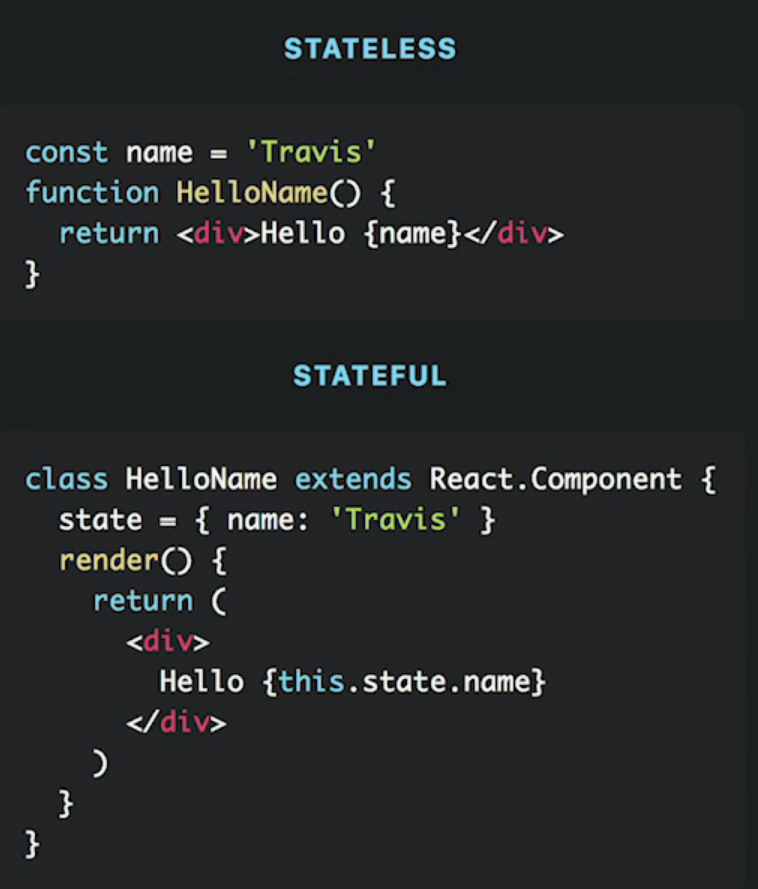 STATELESS
const name = 'Travis'
function HelloName() {
  return <div>Hello {name}</div>
}
STATEFUL
class HelloName extends React.Component {
  state = { name: 'Travis' }
  render() {
    return (
      <div>
        Hello {this.state.name}
      </div>
    )
  }
}